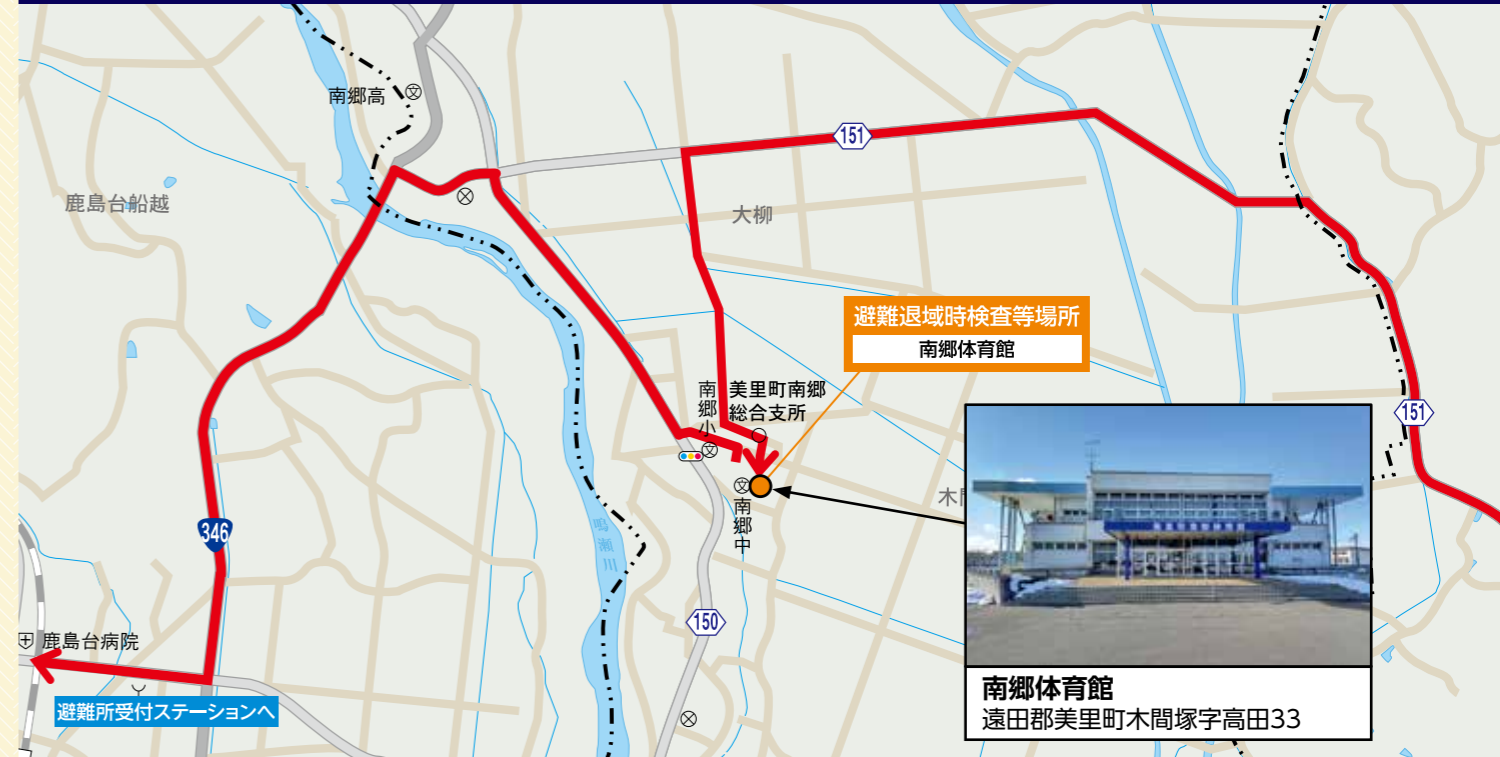 南郷高
151
鹿島台船越
大柳
避難退域時検査等場所
南郷体育館
南郷小
美里町南郷
総合支所
151
南郷中
鳴瀬川
346
150
鹿島台病院
避難所受付ステーションへ
南郷体育館
遠田郡美里町木間塚字高田33